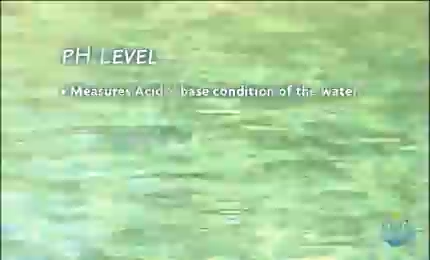 PH LEVEL
• Measures Acid - base condition of the water